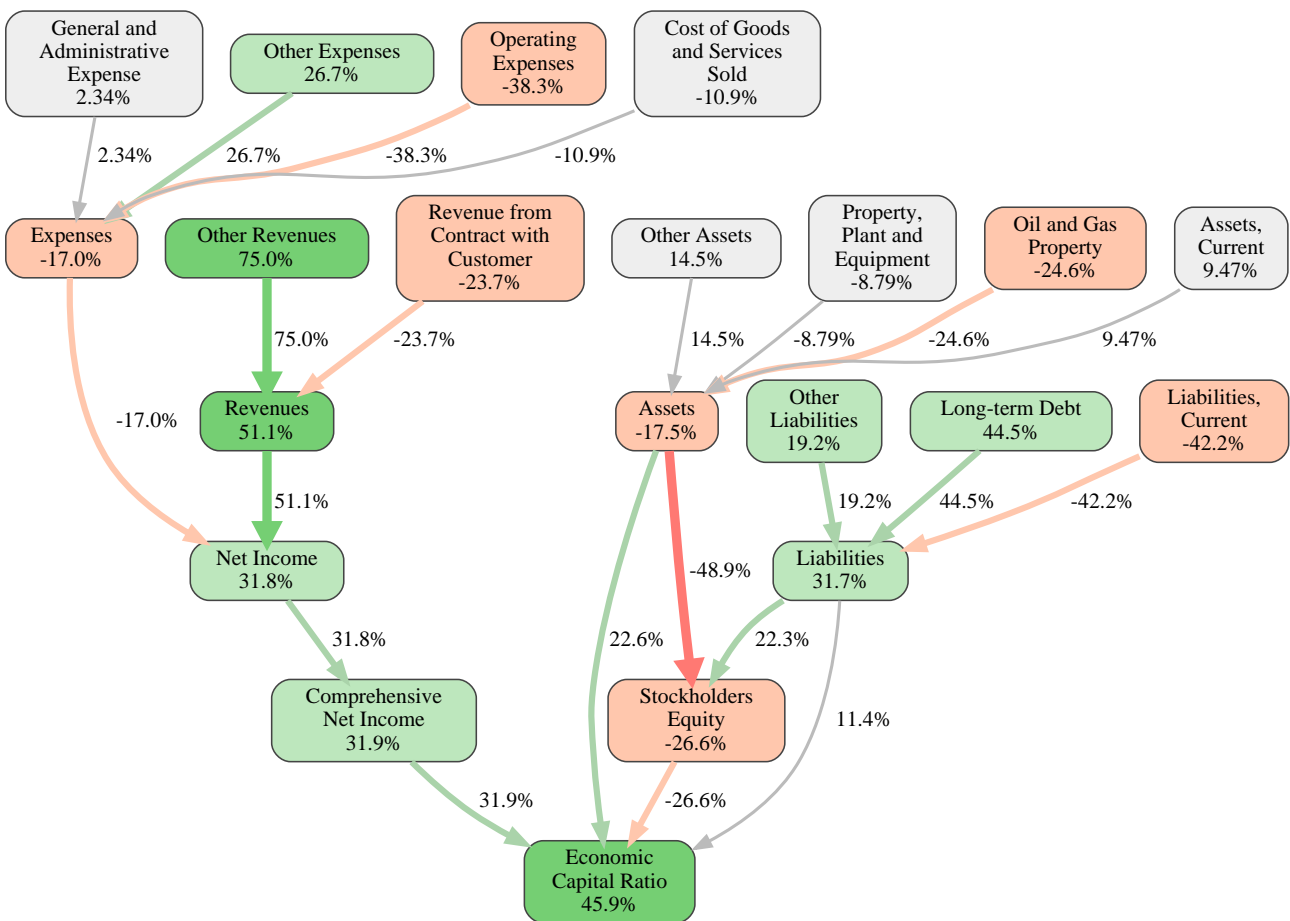 General and
Administrative
Expense
2.34%
Other Expenses
26.7%
Operating
Expenses
-38.3%
Cost of Goods
and Services
Sold
-10.9%
2.34%
26.7%
-38.3%
-10.9%
Expenses
-17.0%
Other Revenues
75.0%
Revenue from
Contract with
Customer
-23.7%
Other Assets
14.5%
Property,
Plant and
Equipment
-8.79%
Oil and Gas
Property
-24.6%
Assets,
Current
9.47%
75.0%
-23.7%
14.5%
-8.79%
-24.6%
9.47%
-17.0%
Revenues
51.1%
Assets
-17.5%
Other
Liabilities
19.2%
Long-term Debt
44.5%
Liabilities,
Current
-42.2%
51.1%
19.2%
44.5%
-42.2%
Net Income
31.8%
-48.9%
Liabilities
31.7%
31.8%
22.6%
22.3%
Comprehensive
Net Income
31.9%
Stockholders
Equity
-26.6%
11.4%
31.9%
-26.6%
Economic
Capital Ratio
45.9%